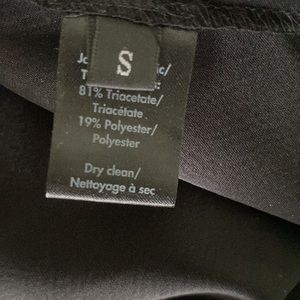 S
81% Triacetate/
Triacétate
19% Polyester/
Polyester
Dry clean/
Nettoyage à sec